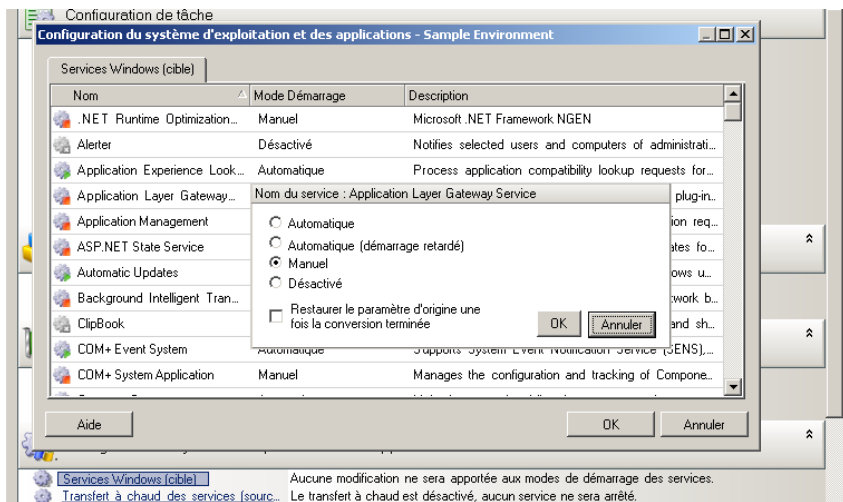 Configuration de tâche
Configuration du système d'exploitation et des applications - Sample Environment
Services Windows (cible)
Nom Mode Démarrage Description
.NET Runtime Optimization... Manuel Microsoft .NET Framework NGEN
Alerter Désactivé Notifies selected users and computers of administrati...
Application Experience Look... Automatique Process application compatibility lookup requests for...
Application Layer Gateway... plug-in...
Nom du service : Application Layer Gateway Service
Application Management ion req...
Automatique
ASP.NET State Service ates fo...
Automatique (démarrage retardé)
Manuel
Automatic Updates ows u...
Désactivé
Background Intelligent Tran... twork b...
Restaurer le paramètre d'origine une
fois la conversion terminée
OK Annuler
ClipBook and sh...
COM+ Event System Automatique Supports System Event Notification Service (SENS),...
COM+ System Application Manuel Manages the configuration and tracking of Compone...
Aide OK Annuler
Services Windows (cible) Aucune modification ne sera apportée aux modes de démarrage des services.
Transfert à chaud des services (sourc... Le transfert à chaud est désactivé, aucun service ne sera arrêté.